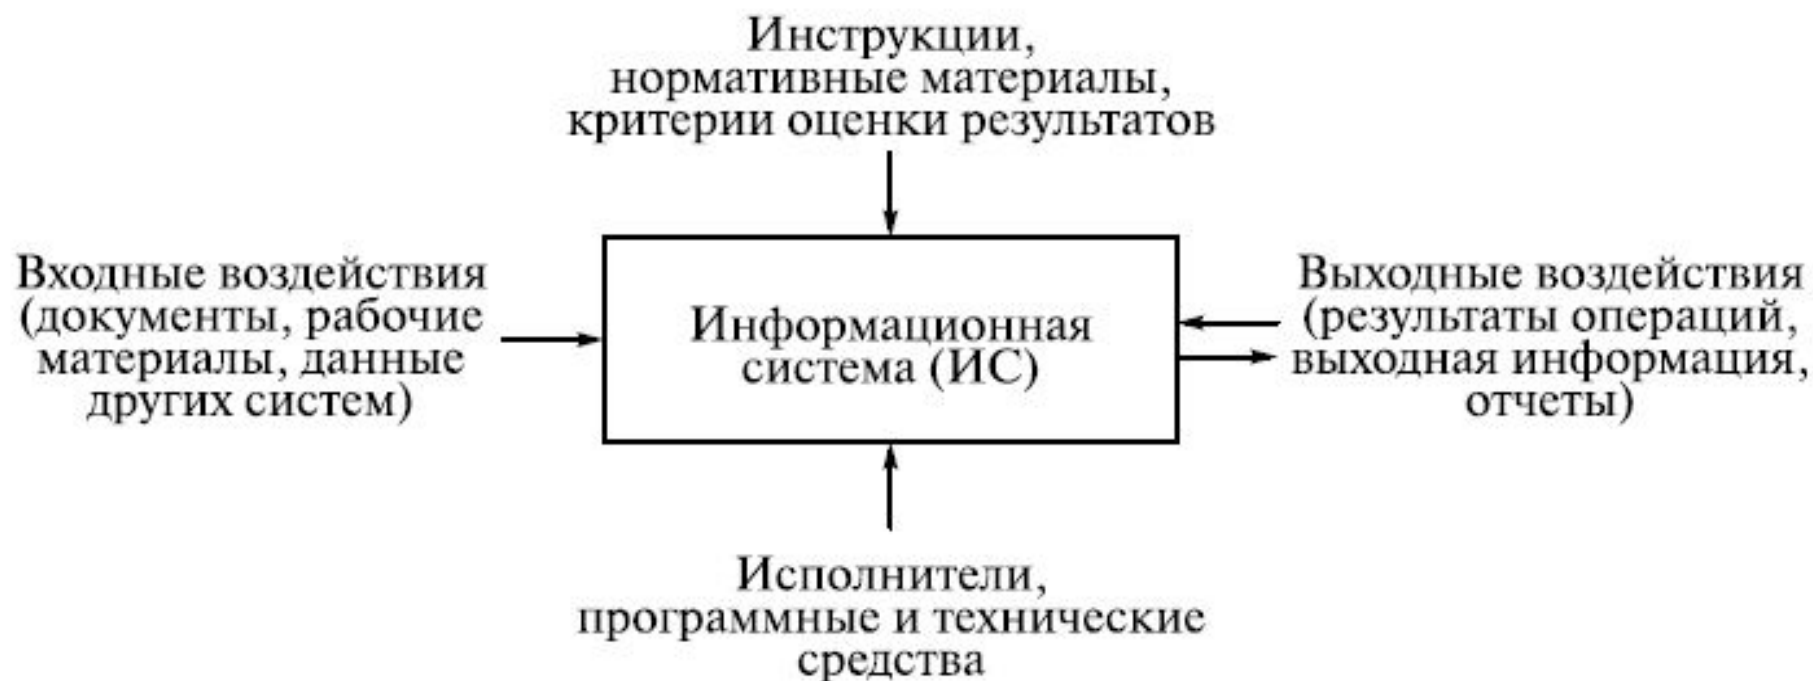 Инструкции,
нормативные материалы,
критерии оценки результатов
Входные воздействия
(документы, рабочие
материалы, данные
других систем)
Информационная
система (ИС)
Выходные воздействия
(результаты операций,
выходная информация,
отчеты)
Исполнители,
программные и технические
средства